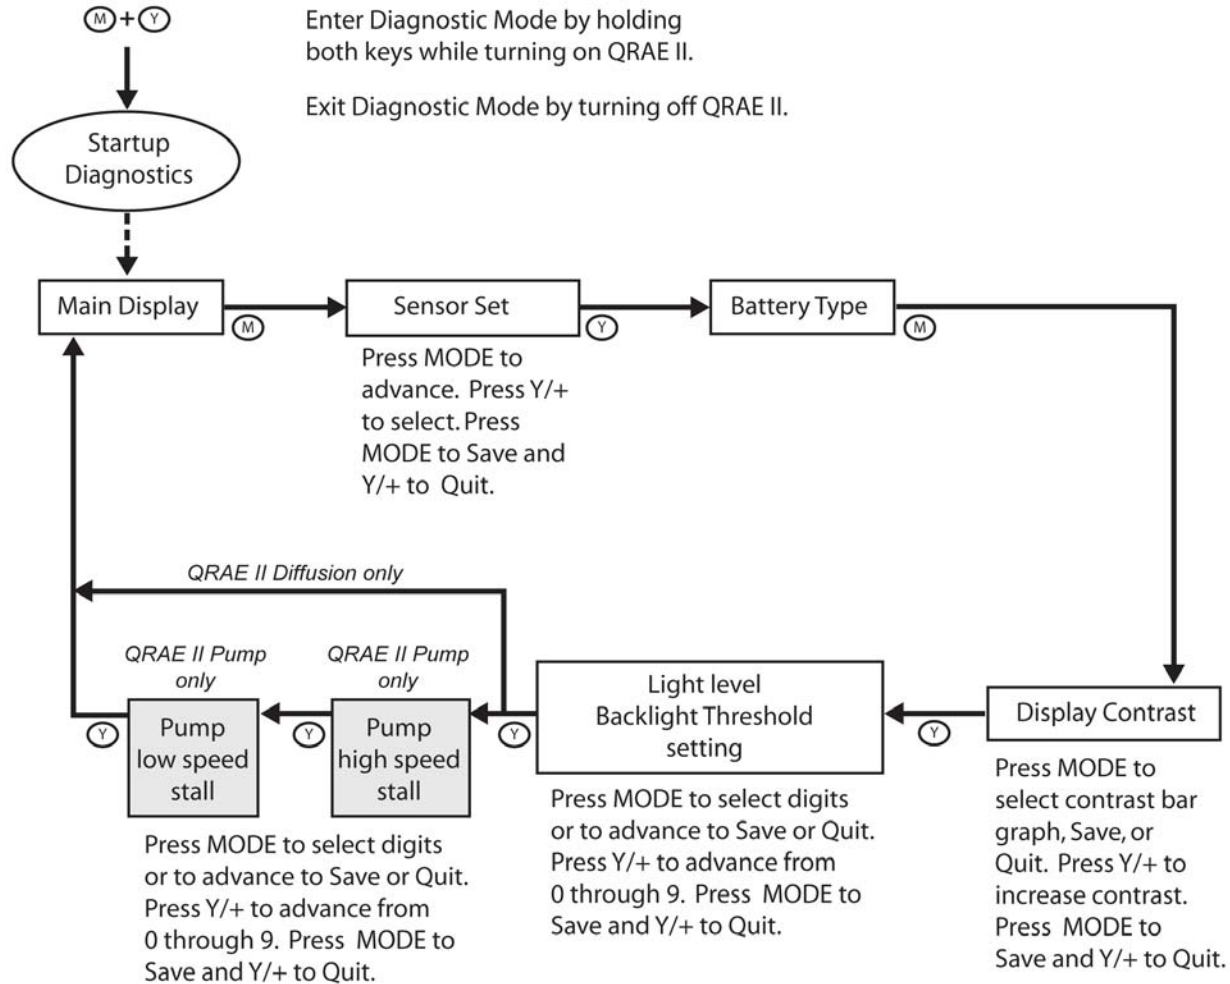 M + Y
Enter Diagnostic Mode by holding
both keys while turning on QRAE II.
Exit Diagnostic Mode by turning off QRAE II.
Startup
Diagnostics
Main Display
M
Sensor Set
Y
Battery Type
M
Press MODE to
advance. Press Y/+
to select. Press
MODE to Save and
Y/+ to Quit.
QRAE II Diffusion only
QRAE II Pump
only
QRAE II Pump
only
Y
Pump
low speed
stall
Y
Pump
high speed
stall
Y
Light level
Backlight Threshold
setting
Y
Display Contrast
Press MODE to select digits
or to advance to Save or Quit.
Press Y/+ to advance from
0 through 9. Press MODE to
Save and Y/+ to Quit.
Press MODE to select digits
or to advance to Save or Quit.
Press Y/+ to advance from
0 through 9. Press MODE to
Save and Y/+ to Quit.
Press MODE to
select contrast bar
graph, Save, or
Quit. Press Y/+ to
increase contrast.
Press MODE to
Save and Y/+ to Quit.